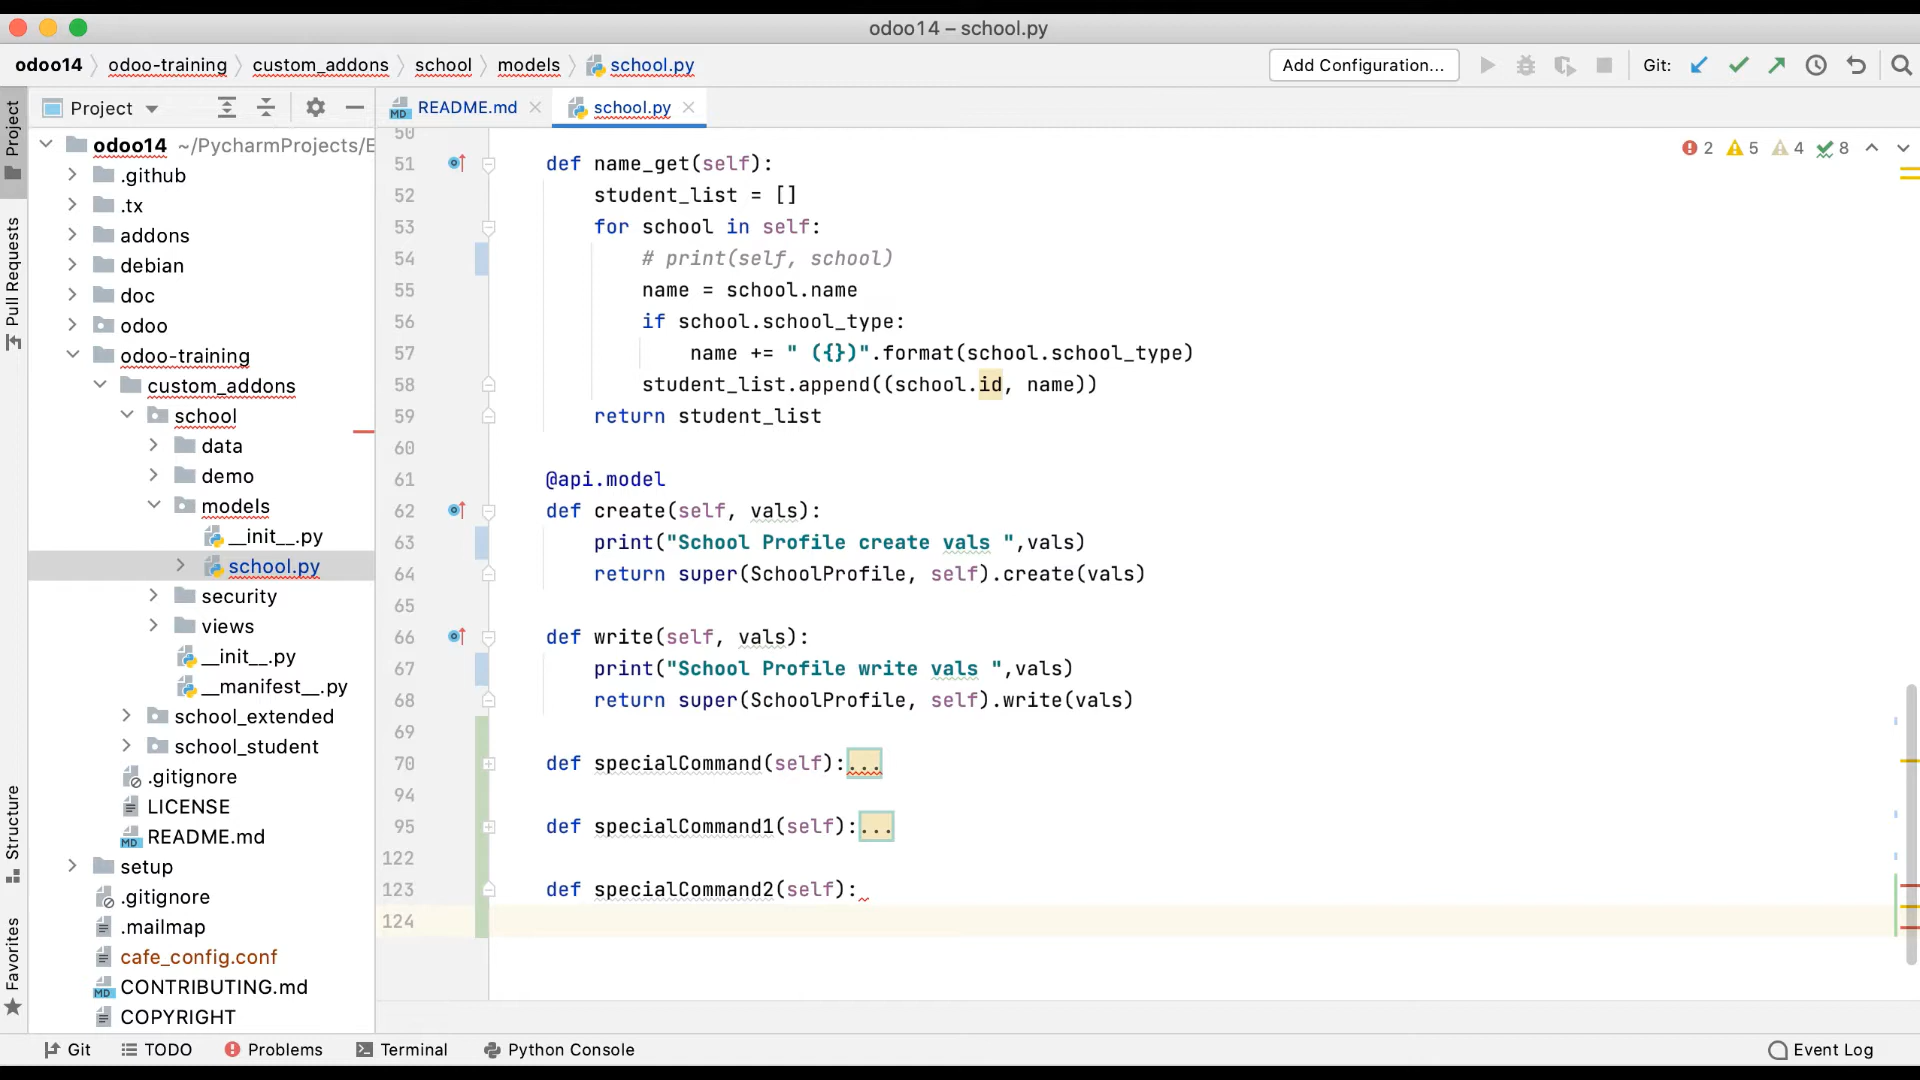 odoo14 – school.py
odoo14 odoo-training custom_addons school models school.py Add Configuration... Git:
Project
README.md school.py
odoo14 ~/PycharmProjects/E
.github
.tx
addons
debian
doc
odoo
odoo-training
custom_addons
school
data
demo
models
__init__.py
school.py
security
views
__init__.py
__manifest__.py
school_extended
school_student
.gitignore
LICENSE
README.md
setup
.gitignore
.mailmap
cafe_config.conf
CONTRIBUTING.md
COPYRIGHT
Project
Pull Requests
Structure
Favorites
2 5 4 8
50
51 def name_get(self):
52 student_list = []
53 for school in self:
54 # print(self, school)
55 name = school.name
56 if school.school_type:
57 name += " ({})".format(school.school_type)
58 student_list.append((school.id, name))
59 return student_list
60
61 @api.model
62 def create(self, vals):
63 print("School Profile create vals ",vals)
64 return super(SchoolProfile, self).create(vals)
65
66 def write(self, vals):
67 print("School Profile write vals ",vals)
68 return super(SchoolProfile, self).write(vals)
69
70 def specialCommand(self):...
94
95 def specialCommand1(self):...
122
123 def specialCommand2(self):
124
Git TODO Problems Terminal Python Console Event Log